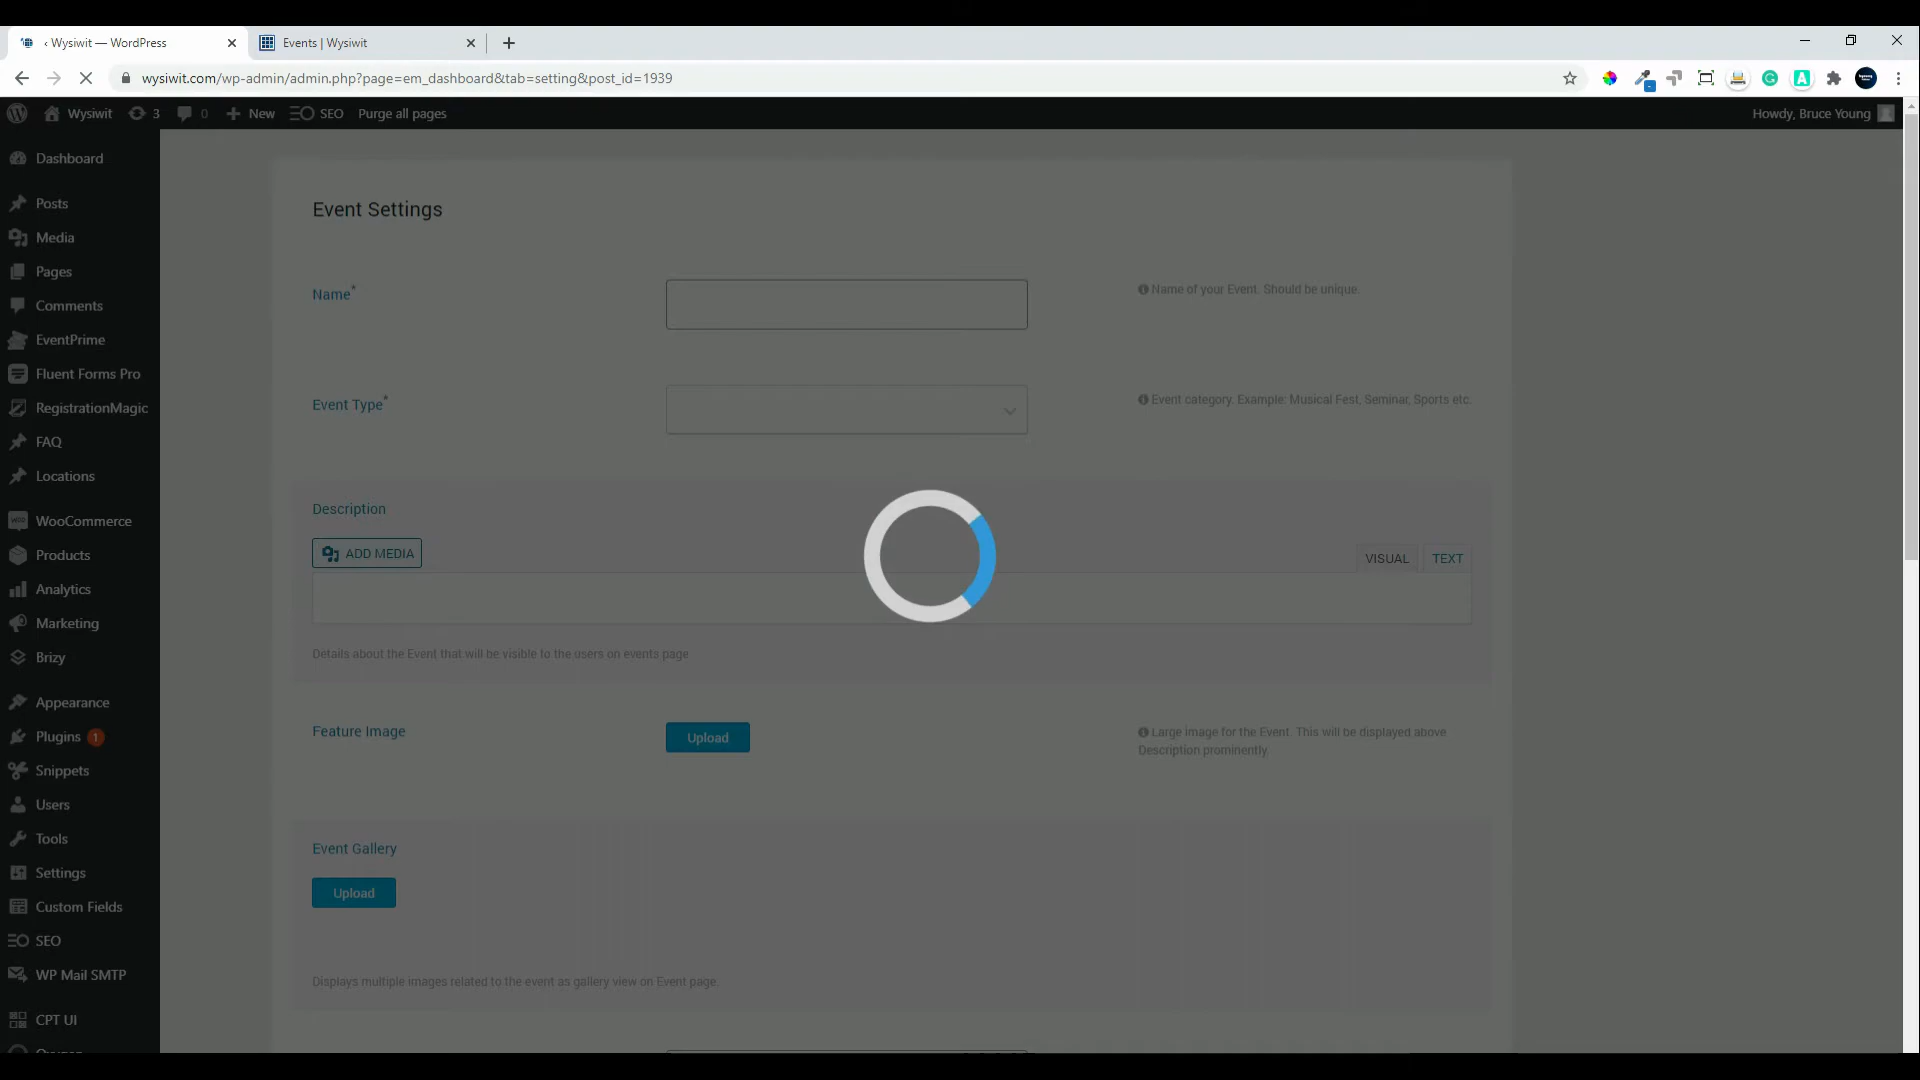 ‹ Wysiwit — WordPress
Events | Wysiwit
wysiwit.com/wp-admin/admin.php?page=em_dashboard&tab=setting&post_id=1939
Wysiwit 3 0 New SEO Purge all pages Howdy, Bruce Young
Dashboard
Posts
Media
Pages
Comments
EventPrime
Fluent Forms Pro
RegistrationMagic
FAQ
Locations
WooCommerce
Products
Analytics
Marketing
Brizy
Appearance
Plugins 1
Snippets
Users
Tools
Settings
Custom Fields
SEO
WP Mail SMTP
CPT UI
Event Settings
Name*
Name of your Event. Should be unique.
Event Type*
Event category. Example: Musical Fest, Seminar, Sports etc.
Description
ADD MEDIA
VISUAL TEXT
Details about the Event that will be visible to the users on events page
Feature Image
Upload
Large image for the Event. This will be displayed above
Description prominently.
Event Gallery
Upload
Displays multiple images related to the event as gallery view on Event page.